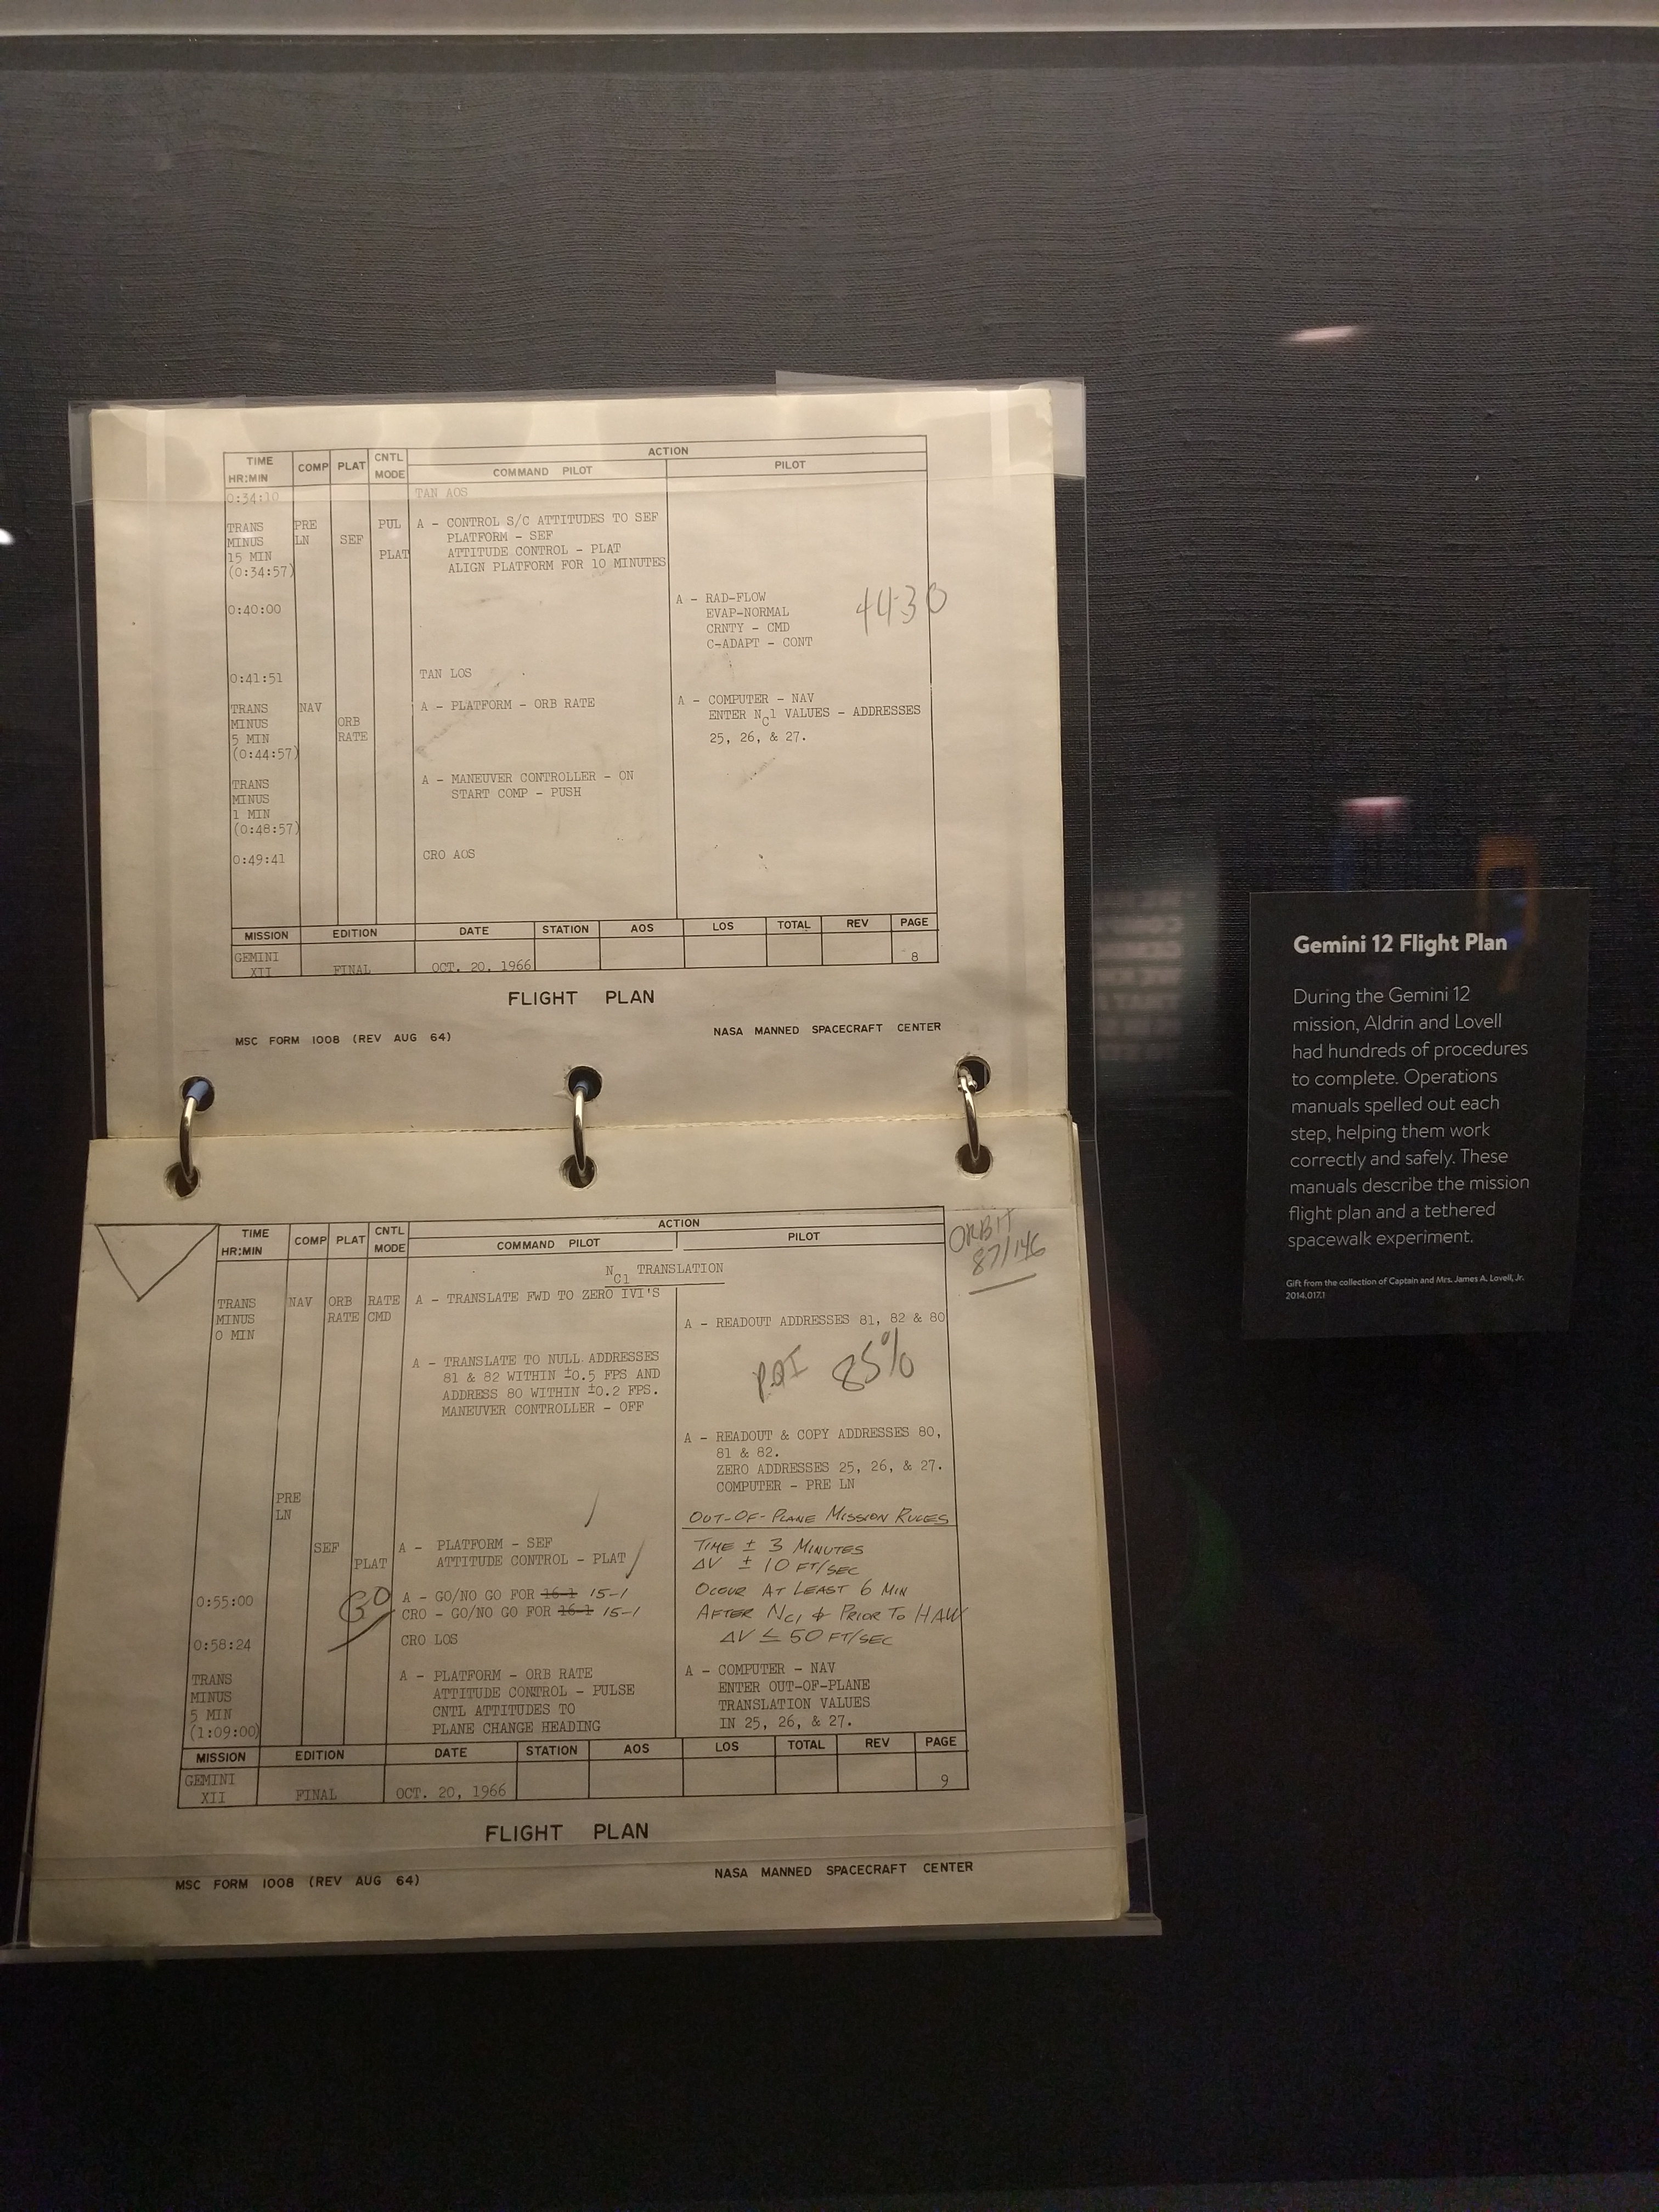 TIME HR:MIN COMP PLAT CNTL MODE ACTION
COMMAND PILOT PILOT
0:34:10 TAN AOS
TRANS PRE PUL A - CONTROL S/C ATTITUDES TO SEF
MINUS LN SEF PLATFORM - SEF
15 MIN PLAT ATTITUDE CONTROL - PLAT
(0:34:57) ALIGN PLATFORM FOR 10 MINUTES
0:40:00 A - RAD-FLOW 4430
EVAP-NORMAL
CRNTY - CMD
C-ADAPT - CONT
0:41:51 TAN LOS
TRANS NAV A - PLATFORM - ORB RATE A - COMPUTER - NAV
MINUS ORB ENTER NC1 VALUES - ADDRESSES
5 MIN RATE 25, 26, & 27.
(0:44:57)
TRANS A - MANEUVER CONTROLLER - ON
MINUS START COMP - PUSH
1 MIN
(0:48:57)
0:49:41 CRO AOS
MISSION EDITION DATE STATION AOS LOS TOTAL REV PAGE
GEMINI XII FINAL OCT. 20, 1966 8
FLIGHT PLAN
MSC FORM 1008 (REV AUG 64) NASA MANNED SPACECRAFT CENTER
TIME HR:MIN COMP PLAT CNTL MODE ACTION
COMMAND PILOT PILOT
ORBIT
87/146
NC1 TRANSLATION
TRANS NAV ORB RATE A - TRANSLATE FWD TO ZERO IVI'S
MINUS RATE CMD A - READOUT ADDRESSES 81, 82 & 80
0 MIN
A - TRANSLATE TO NULL ADDRESSES
81 & 82 WITHIN ±0.5 FPS AND
ADDRESS 80 WITHIN ±0.2 FPS.
MANEUVER CONTROLLER - OFF
PQI 85%
A - READOUT & COPY ADDRESSES 80,
81 & 82.
ZERO ADDRESSES 25, 26, & 27.
COMPUTER - PRE LN
PRE
LN
OUT-OF-PLANE MISSION RULES
SEF A - PLATFORM - SEF TIME ± 3 MINUTES
PLAT ATTITUDE CONTROL - PLAT ΔV ± 10 FT/SEC
0:55:00 GO A - GO/NO GO FOR 16-1 15-1 OCCUR AT LEAST 6 MIN
CRO - GO/NO GO FOR 16-1 15-1 AFTER NC1 & PRIOR TO HAW
0:58:24 CRO LOS ΔV ≤ 50 FT/SEC
TRANS A - PLATFORM - ORB RATE A - COMPUTER - NAV
MINUS ATTITUDE CONTROL - PULSE ENTER OUT-OF-PLANE
5 MIN CNTL ATTITUDES TO TRANSLATION VALUES
(1:09:00) PLANE CHANGE HEADING IN 25, 26, & 27.
MISSION EDITION DATE STATION AOS LOS TOTAL REV PAGE
GEMINI XII FINAL OCT. 20, 1966 9
FLIGHT PLAN
MSC FORM 1008 (REV AUG 64) NASA MANNED SPACECRAFT CENTER
Gemini 12 Flight Plan
During the Gemini 12
mission, Aldrin and Lovell
had hundreds of procedures
to complete. Operations
manuals spelled out each
step, helping them work
correctly and safely. These
manuals describe the mission
flight plan and a tethered
spacewalk experiment.
Gift from the collection of Captain and Mrs. James A. Lovell, Jr.
2014.017.1